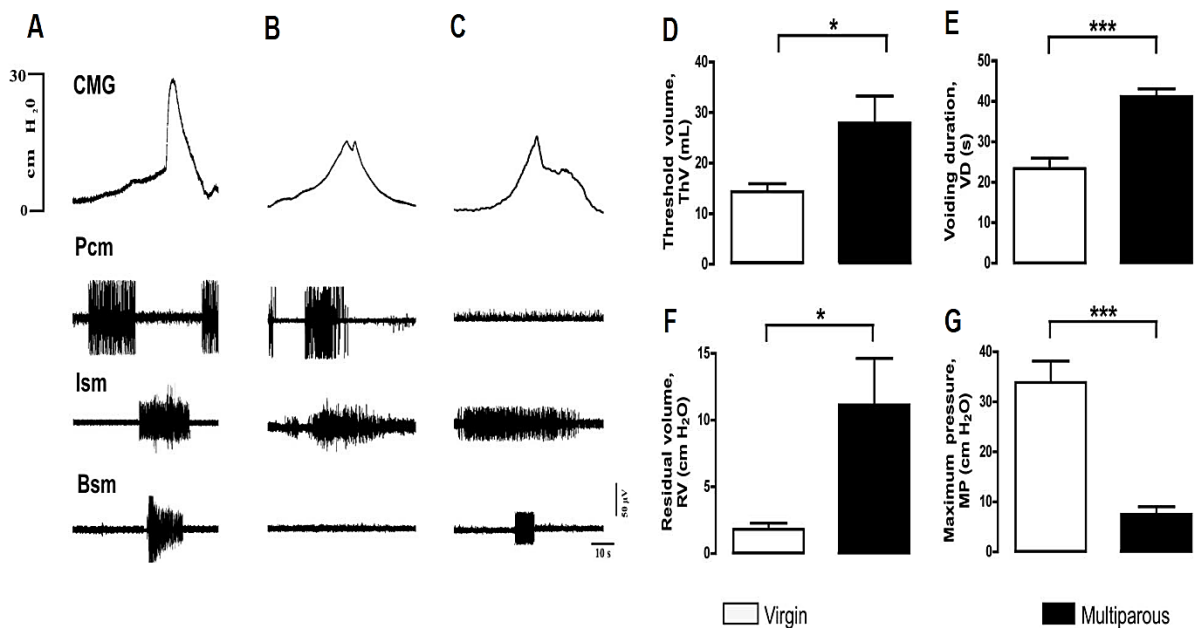 A
B
C
30
CMG
cm H₂0
0
Pcm
Ism
Bsm
50 µV
10 s
D
*
Threshold volume,
ThV (mL)
40
30
20
10
0
E
***
Voiding duration,
VD (s)
50
40
30
20
10
0
F
*
Residual volume,
RV (cm H₂O)
15
10
5
0
G
***
Maximum pressure,
MP (cm H₂O)
40
30
20
10
0
Virgin
Multiparous